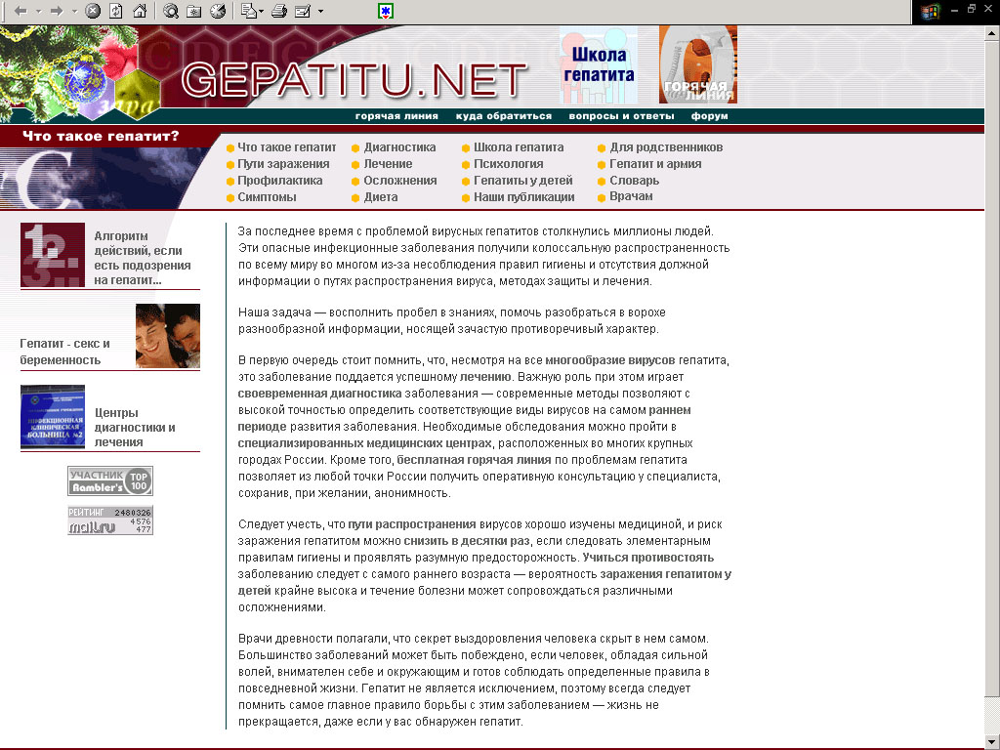 GEPATITU.NET
Школа
гепатита
ГОРЯЧАЯ
ЛИНИЯ
горячая линия куда обратиться вопросы и ответы форум
Что такое гепатит?
C
Что такое гепатит
Пути заражения
Профилактика
Симптомы
Диагностика
Лечение
Осложнения
Диета
Школа гепатита
Психология
Гепатиты у детей
Наши публикации
Для родственников
Гепатит и армия
Словарь
Врачам
1.
2..
3...
Алгоритм
действий, если
есть подозрения
на гепатит...
Гепатит - секс и
беременность
ИНФЕКЦИОННАЯ
КЛИНИЧЕСКАЯ
БОЛЬНИЦА №2
Центры
диагностики и
лечения
УЧАСТНИК
Rambler's
TOP
100
РЕЙТИНГ 2480326
4576
mail.ru 477
За последнее время с проблемой вирусных гепатитов столкнулись миллионы людей.
Эти опасные инфекционные заболевания получили колоссальную распространенность
по всему миру во многом из-за несоблюдения правил гигиены и отсутствия должной
информации о путях распространения вируса, методах защиты и лечения.
Наша задача — восполнить пробел в знаниях, помочь разобраться в ворохе
разнообразной информации, носящей зачастую противоречивый характер.
В первую очередь стоит помнить, что, несмотря на все многообразие вирусов гепатита,
это заболевание поддается успешному лечению. Важную роль при этом играет
своевременная диагностика заболевания — современные методы позволяют с
высокой точностью определить соответствующие виды вирусов на самом раннем
периоде развития заболевания. Необходимые обследования можно пройти в
специализированных медицинских центрах, расположенных во многих крупных
городах России. Кроме того, бесплатная горячая линия по проблемам гепатита
позволяет из любой точки России получить оперативную консультацию у специалиста,
сохранив, при желании, анонимность.
Следует учесть, что пути распространения вирусов хорошо изучены медициной, и риск
заражения гепатитом можно снизить в десятки раз, если следовать элементарным
правилам гигиены и проявлять разумную предосторожность. Учиться противостоять
заболеванию следует с самого раннего возраста — вероятность заражения гепатитом у
детей крайне высока и течение болезни может сопровождаться различными
осложнениями.
Врачи древности полагали, что секрет выздоровления человека скрыт в нем самом.
Большинство заболеваний может быть побеждено, если человек, обладая сильной
волей, внимателен себе и окружающим и готов соблюдать определенные правила в
повседневной жизни. Гепатит не является исключением, поэтому всегда следует
помнить самое главное правило борьбы с этим заболеванием — жизнь не
прекращается, даже если у вас обнаружен гепатит.